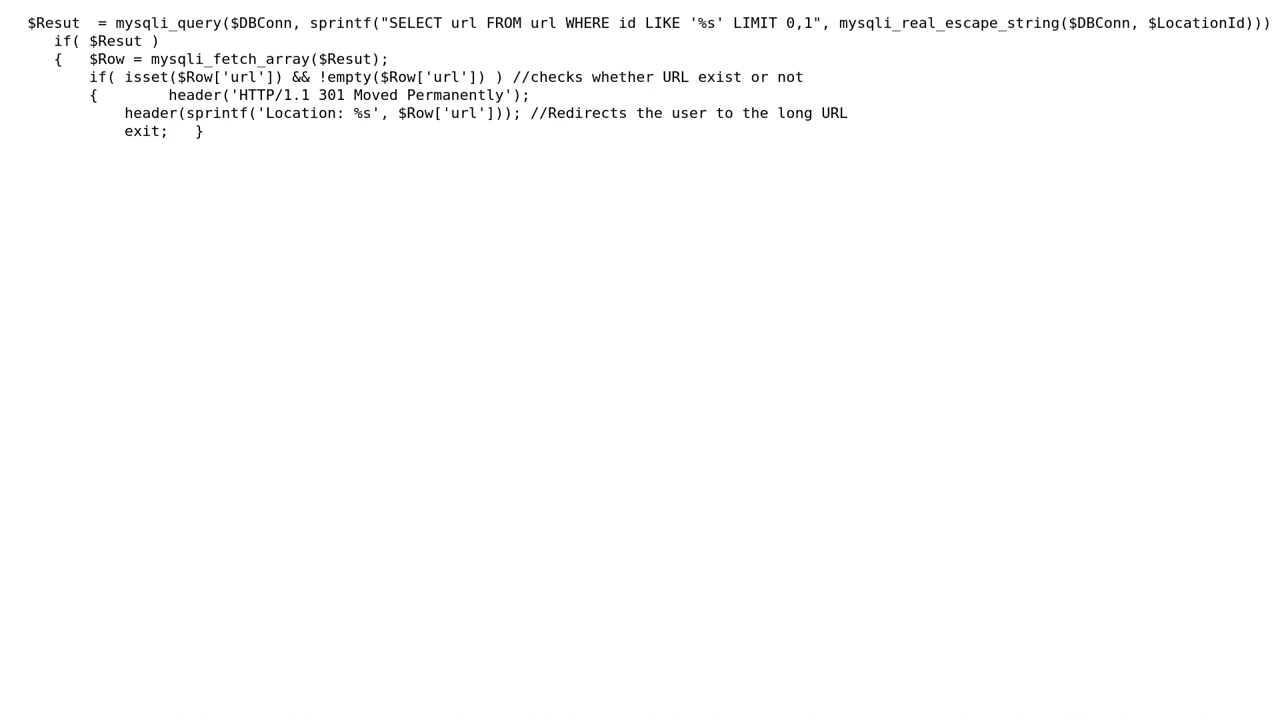 $Resut  = mysqli_query($DBConn, sprintf("SELECT url FROM url WHERE id LIKE '%s' LIMIT 0,1", mysqli_real_escape_string($DBConn, $LocationId)))
   if( $Resut )
   {   $Row = mysqli_fetch_array($Resut);
       if( isset($Row['url']) && !empty($Row['url']) ) //checks whether URL exist or not
       {        header('HTTP/1.1 301 Moved Permanently');
           header(sprintf('Location: %s', $Row['url'])); //Redirects the user to the long URL
           exit;   }